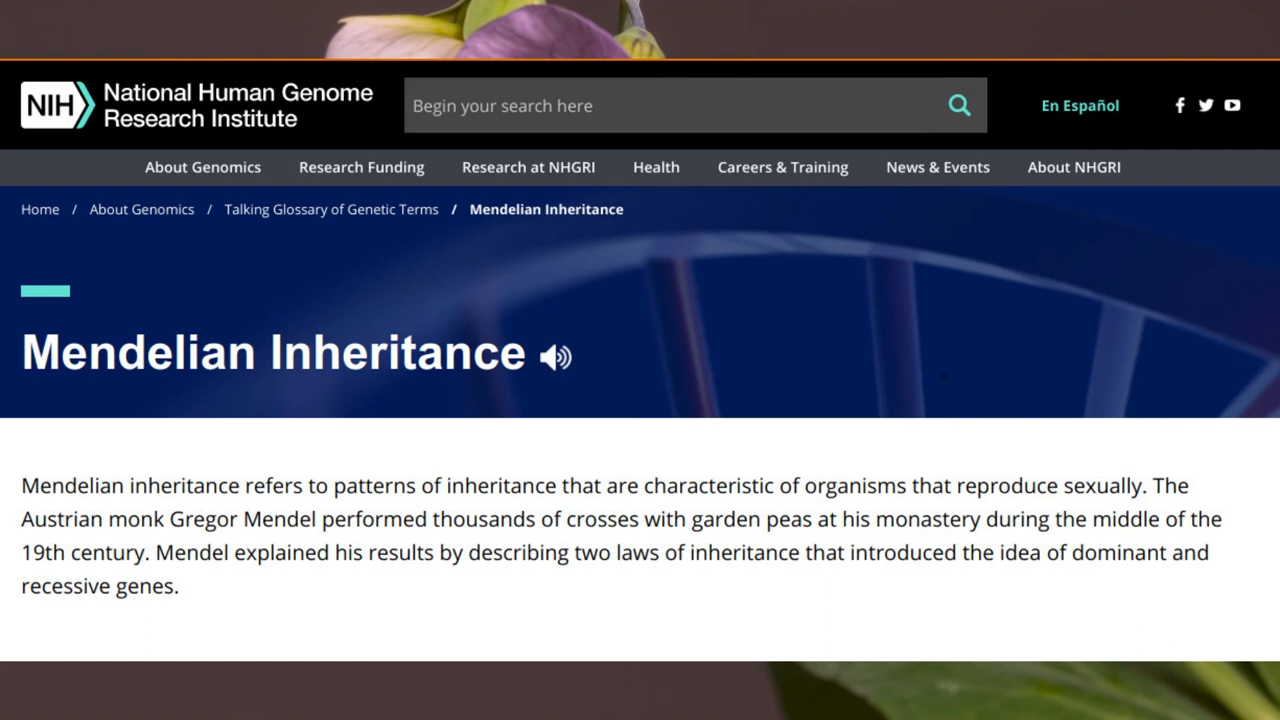 NIH
National Human Genome
Research Institute
Begin your search here
En Español
About Genomics Research Funding Research at NHGRI Health Careers & Training News & Events About NHGRI
Home / About Genomics / Talking Glossary of Genetic Terms / Mendelian Inheritance
Mendelian Inheritance
Mendelian inheritance refers to patterns of inheritance that are characteristic of organisms that reproduce sexually. The
Austrian monk Gregor Mendel performed thousands of crosses with garden peas at his monastery during the middle of the
19th century. Mendel explained his results by describing two laws of inheritance that introduced the idea of dominant and
recessive genes.